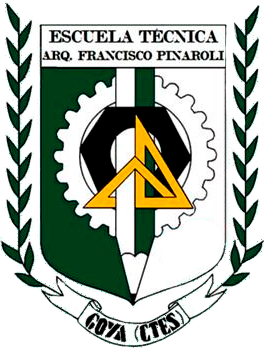 ESCUELA TÉCNICA
ARQ. FRANCISCO PINAROLI
GOYA (CTES)